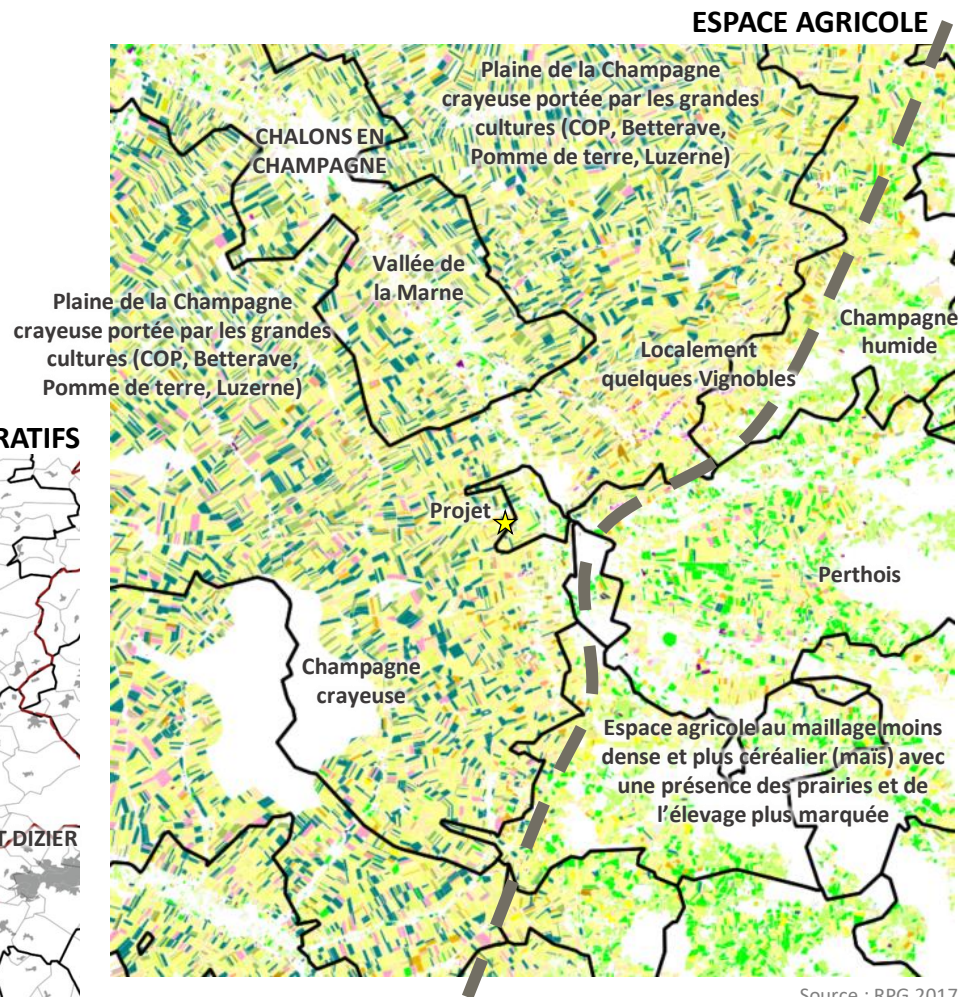 ESPACE AGRICOLE
Plaine de la Champagne
crayeuse portée par les grandes
cultures (COP, Betterave,
Pomme de terre, Luzerne)
CHALONS EN
CHAMPAGNE
Vallée de
la Marne
Plaine de la Champagne
crayeuse portée par les grandes
cultures (COP, Betterave,
Pomme de terre, Luzerne)
Champagne
humide
Localement
quelques Vignobles
RATIFS
Projet
Perthois
Champagne
crayeuse
Espace agricole au maillage moins
dense et plus céréalier (maïs) avec
une présence des prairies et de
l'élevage plus marquée
T-DIZIER
Source : RPG 2017